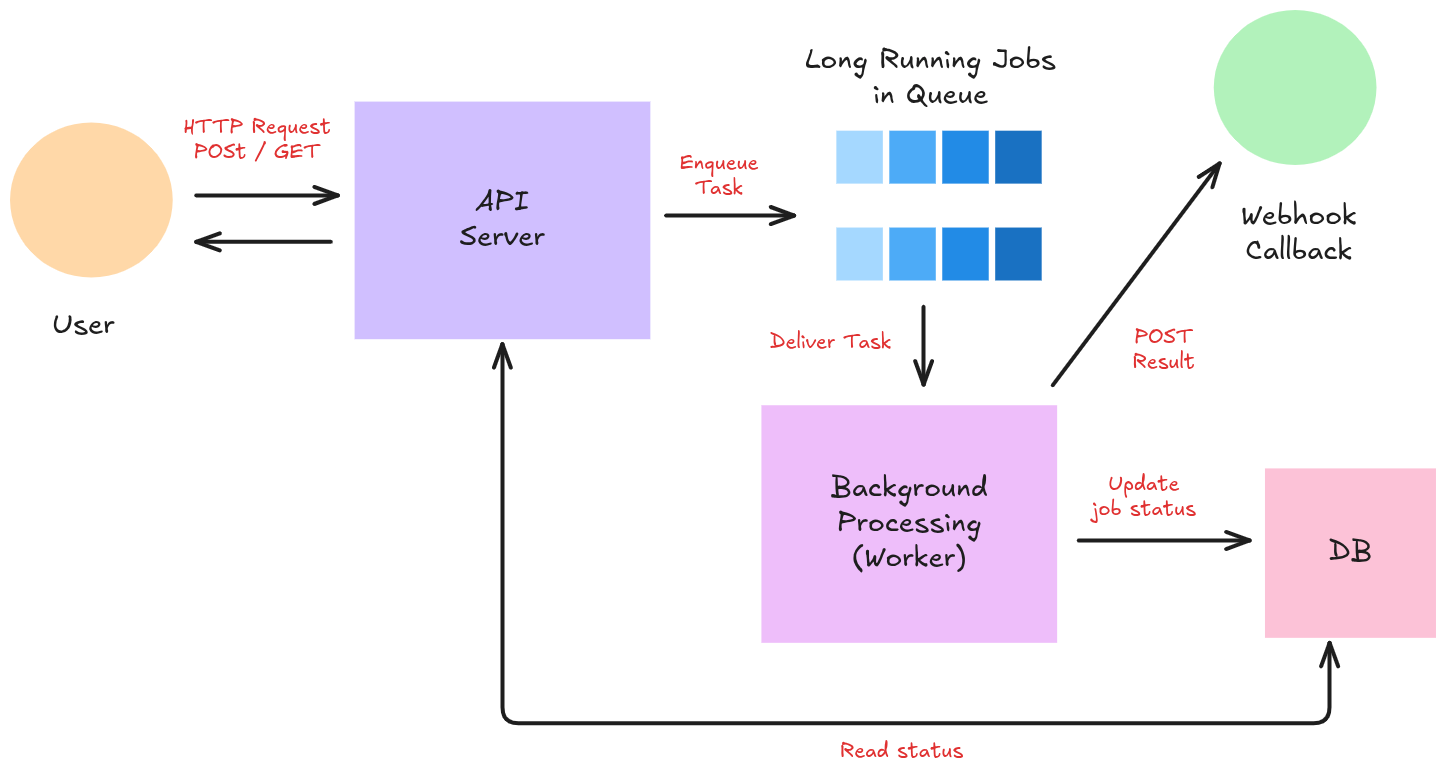 Long Running Jobs
in Queue
HTTP Request
POSt / GET
Enqueue
Task
API
Server
Webhook
Callback
User
Deliver Task
POST
Result
Background
Processing
(Worker)
Update
job status
DB
Read status